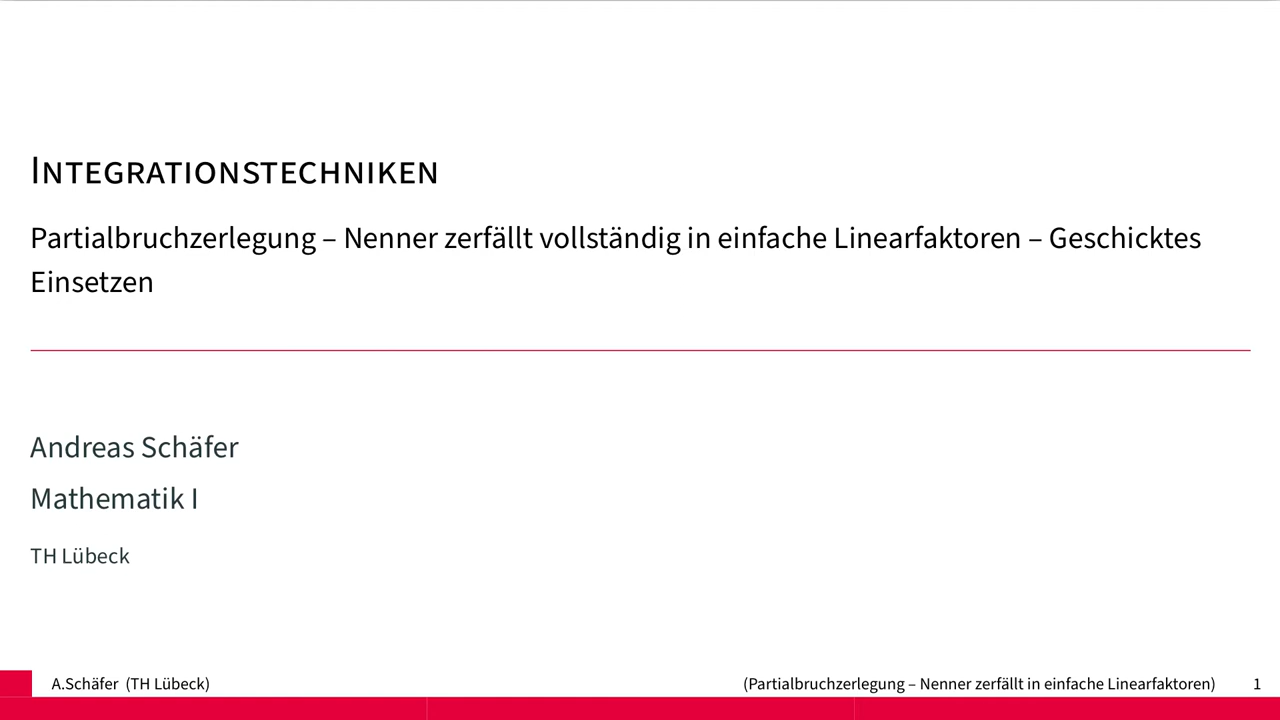 Integrationstechniken
Partialbruchzerlegung – Nenner zerfällt vollständig in einfache Linearfaktoren – Geschicktes
Einsetzen
Andreas Schäfer
Mathematik I
TH Lübeck
A.Schäfer (TH Lübeck)
(Partialbruchzerlegung – Nenner zerfällt in einfache Linearfaktoren)
1